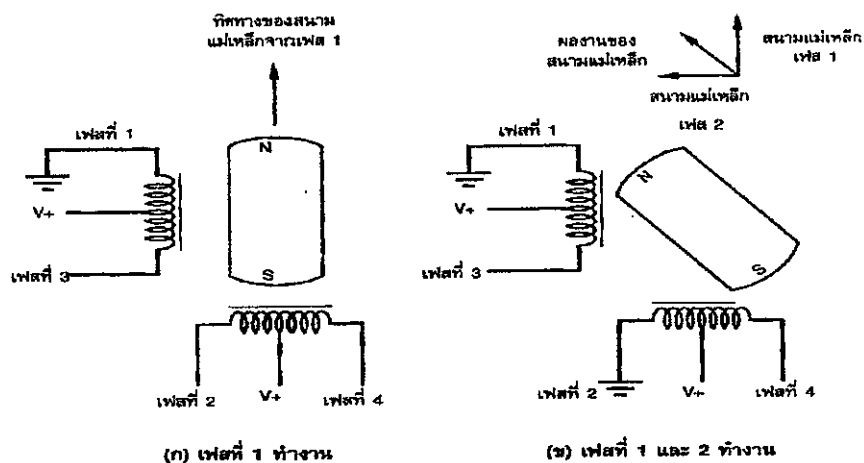 ทิศทางของสนาม
แม่เหล็กจากเฟส 1
เฟสที่ 1
V+
เฟสที่ 3
N
S
เฟสที่ 2
V+
เฟสที่ 4
(ก) เฟสที่ 1 ทำงาน
ผลงานของ
สนามแม่เหล็ก
สนามแม่เหล็ก
เฟส 1
สนามแม่เหล็ก
เฟส 2
เฟสที่ 1
V+
เฟสที่ 3
N
S
เฟสที่ 2
V+
เฟสที่ 4
(ข) เฟสที่ 1 และ 2 ทำงาน